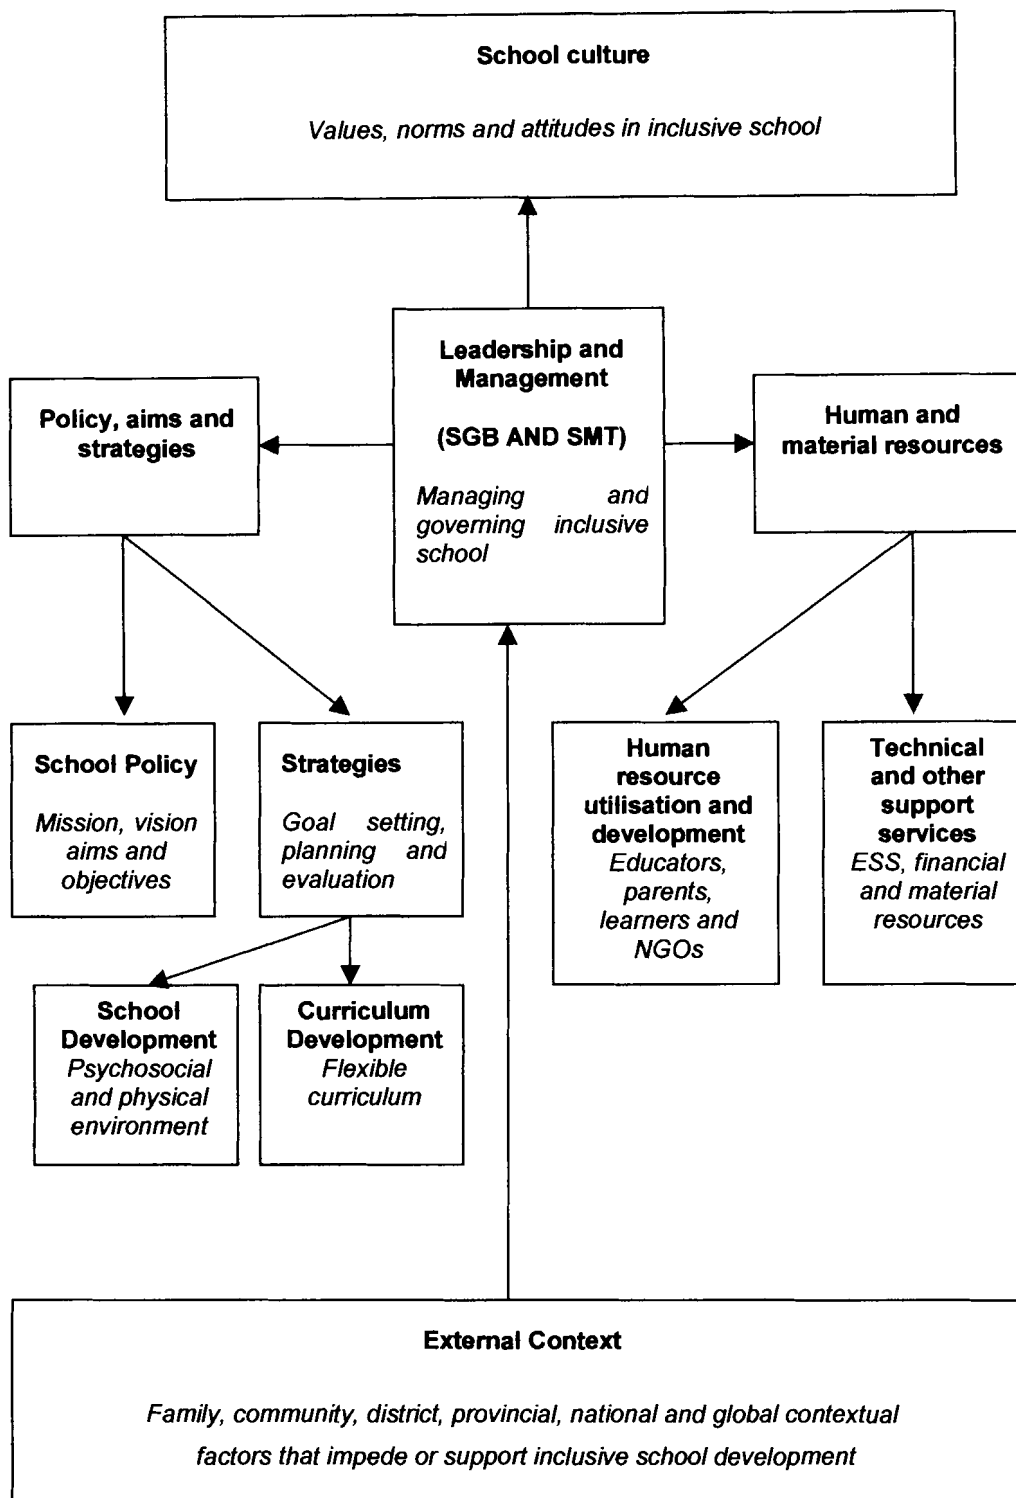 School culture
Values, norms and attitudes in inclusive school
Leadership and
Management
(SGB AND SMT)
Managing and
governing inclusive
school
Policy, aims and
strategies
Human and
material resources
School Policy
Mission, vision
aims and
objectives
Strategies
Goal setting,
planning and
evaluation
Human
resource
utilisation and
development
Educators,
parents,
learners and
NGOs
Technical
and other
support
services
ESS, financial
and material
resources
School
Development
Psychosocial
and physical
environment
Curriculum
Development
Flexible
curriculum
External Context
Family, community, district, provincial, national and global contextual
factors that impede or support inclusive school development